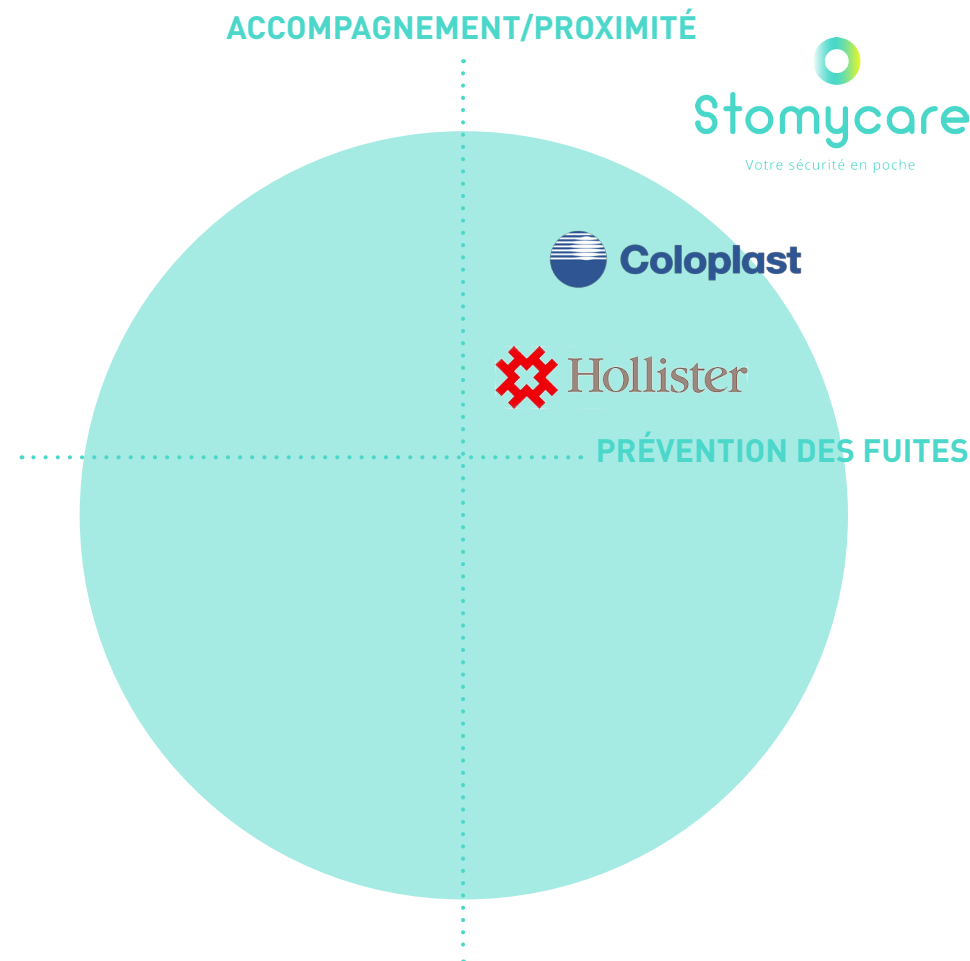 ACCOMPAGNEMENT/PROXIMITÉ
Stomycare
Votre sécurité en poche
Coloplast
Hollister
PRÉVENTION DES FUITES